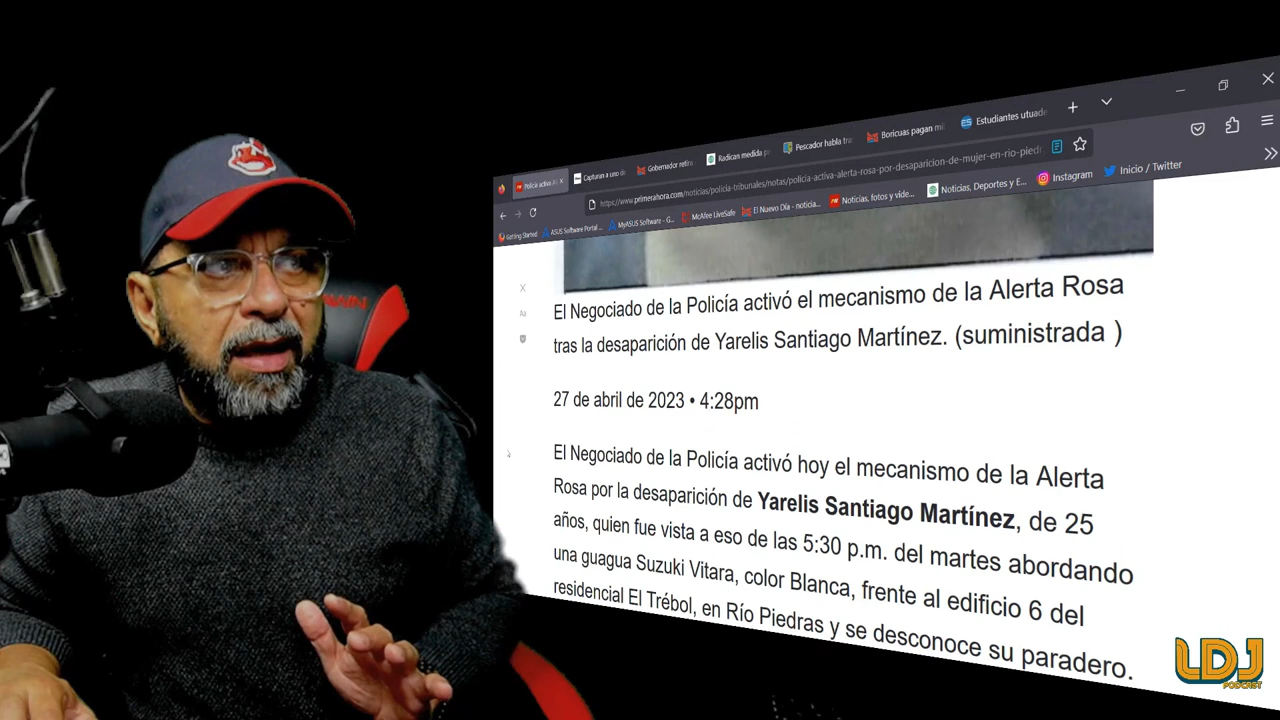 Policía activa
Capturan a uno de
Gobernador
Radican medida
Pescador habla
Boricuas pagan
Estudiantes
https://www.primerahora.com/noticias/policia-tribunales/notas/policia-activa-alerta-rosa-por-desaparicion-de-mujer-en-rio-pied
Getting Started
ASUS Software Portal
MyASUS Software - G...
McAfee LiveSafe
El Nuevo Día - noticia...
Noticias, fotos y vide...
Noticias, Deportes y E...
Instagram
Inicio / Twitter
El Negociado de la Policía activó el mecanismo de la Alerta Rosa
tras la desaparición de Yarelis Santiago Martínez. (suministrada )
27 de abril de 2023 • 4:28pm
El Negociado de la Policía activó hoy el mecanismo de la Alerta
Rosa por la desaparición de Yarelis Santiago Martínez, de 25
años, quien fue vista a eso de las 5:30 p.m. del martes abordando
una guagua Suzuki Vitara, color Blanca, frente al edificio 6 del
residencial El Trébol, en Río Piedras y se desconoce su paradero.
Aa
LDJ
PODCAST